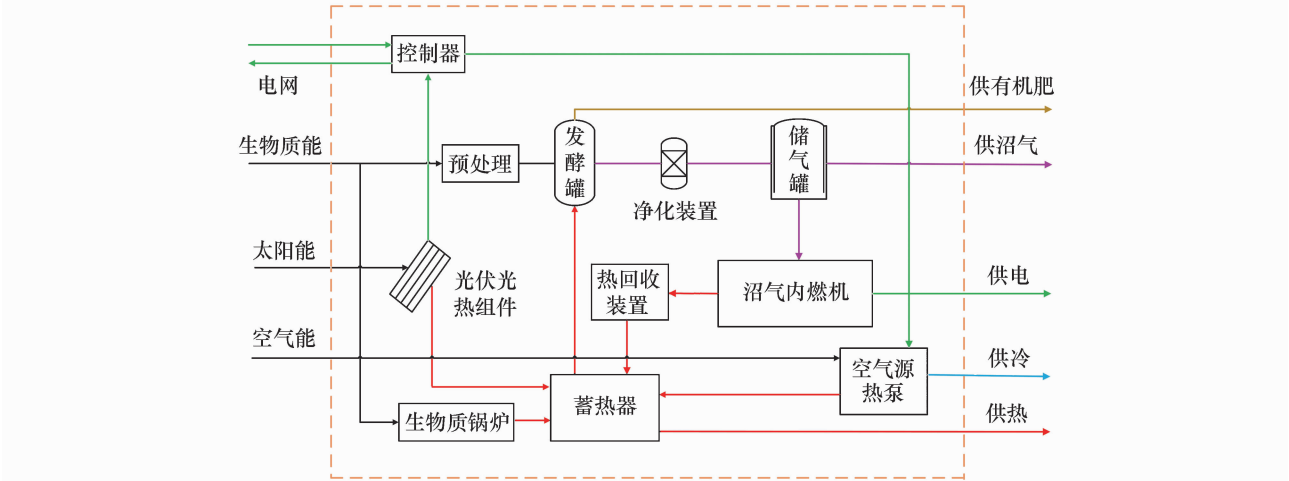 控制器
电网
供有机肥
生物质能
预处理
发
酵
罐
净化装置
储
气
罐
供沼气
太阳能
光伏光
热组件
热回收
装置
沼气内燃机
供电
空气能
空气源
热泵
供冷
生物质锅炉
蓄热器
供热